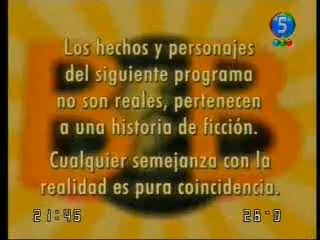 5
Los hechos y personajes
del siguiente programa
no son reales, pertenecen
a una historia de ficción.
Cualquier semejanza con la
realidad es pura coincidencia.
21:45
26°0